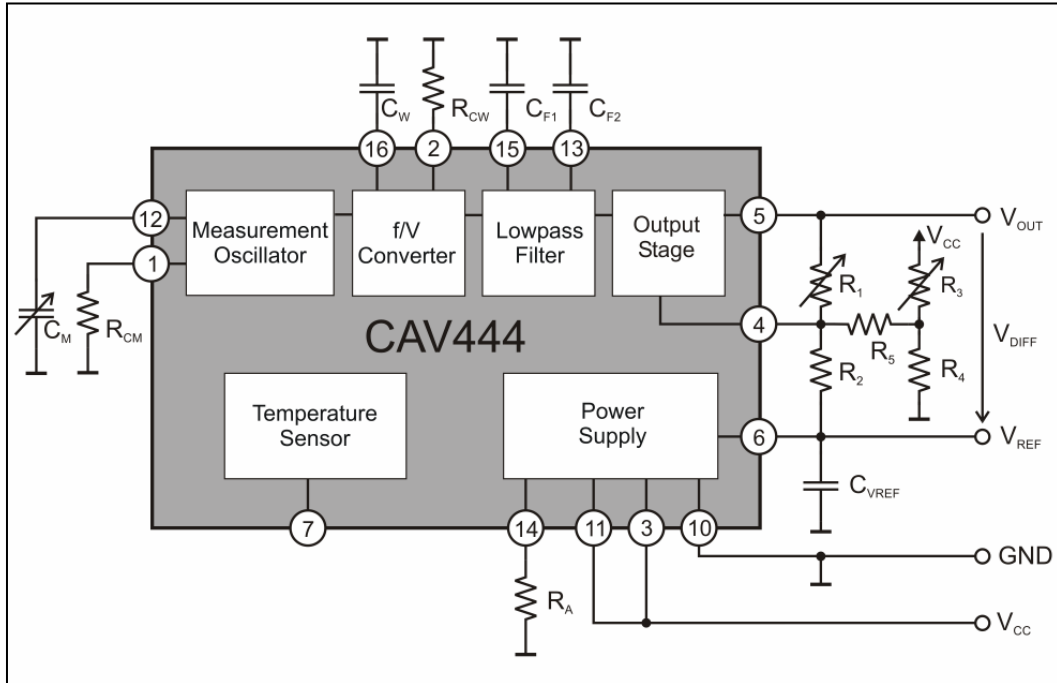 C_W
R_CW
C_F1
C_F2
16
2
15
13
12
1
Measurement
Oscillator
f/V
Converter
Lowpass
Filter
Output
Stage
5
V_OUT
V_CC
R_1
R_3
C_M
R_CM
CAV444
4
R_5
V_DIFF
R_2
R_4
Temperature
Sensor
Power
Supply
6
V_REF
C_VREF
7
14
11
3
10
GND
R_A
V_CC